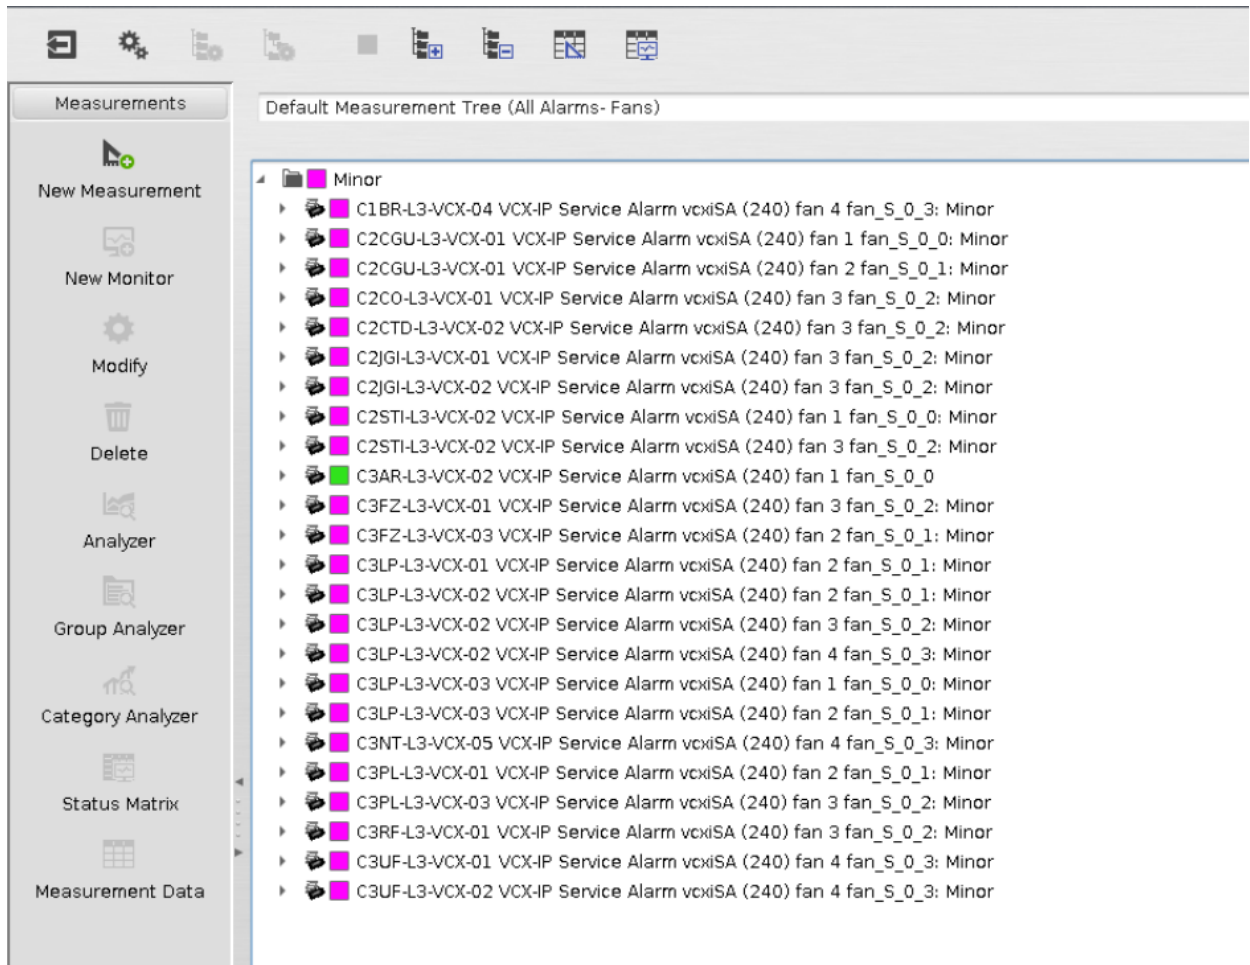 Measurements
New Measurement
New Monitor
Modify
Delete
Analyzer
Group Analyzer
Category Analyzer
Status Matrix
Measurement Data
Default Measurement Tree (All Alarms- Fans)
Minor
C1BR-L3-VCX-04 VCX-IP Service Alarm vcxiSA (240) fan 4 fan_S_0_3: Minor
C2CGU-L3-VCX-01 VCX-IP Service Alarm vcxiSA (240) fan 1 fan_S_0_0: Minor
C2CGU-L3-VCX-01 VCX-IP Service Alarm vcxiSA (240) fan 2 fan_S_0_1: Minor
C2CO-L3-VCX-01 VCX-IP Service Alarm vcxiSA (240) fan 3 fan_S_0_2: Minor
C2CTD-L3-VCX-02 VCX-IP Service Alarm vcxiSA (240) fan 3 fan_S_0_2: Minor
C2JGI-L3-VCX-01 VCX-IP Service Alarm vcxiSA (240) fan 3 fan_S_0_2: Minor
C2JGI-L3-VCX-02 VCX-IP Service Alarm vcxiSA (240) fan 3 fan_S_0_2: Minor
C2STI-L3-VCX-02 VCX-IP Service Alarm vcxiSA (240) fan 1 fan_S_0_0: Minor
C2STI-L3-VCX-02 VCX-IP Service Alarm vcxiSA (240) fan 3 fan_S_0_2: Minor
C3AR-L3-VCX-02 VCX-IP Service Alarm vcxiSA (240) fan 1 fan_S_0_0
C3FZ-L3-VCX-01 VCX-IP Service Alarm vcxiSA (240) fan 3 fan_S_0_2: Minor
C3FZ-L3-VCX-03 VCX-IP Service Alarm vcxiSA (240) fan 2 fan_S_0_1: Minor
C3LP-L3-VCX-01 VCX-IP Service Alarm vcxiSA (240) fan 2 fan_S_0_1: Minor
C3LP-L3-VCX-02 VCX-IP Service Alarm vcxiSA (240) fan 2 fan_S_0_1: Minor
C3LP-L3-VCX-02 VCX-IP Service Alarm vcxiSA (240) fan 3 fan_S_0_2: Minor
C3LP-L3-VCX-02 VCX-IP Service Alarm vcxiSA (240) fan 4 fan_S_0_3: Minor
C3LP-L3-VCX-03 VCX-IP Service Alarm vcxiSA (240) fan 1 fan_S_0_0: Minor
C3LP-L3-VCX-03 VCX-IP Service Alarm vcxiSA (240) fan 2 fan_S_0_1: Minor
C3NT-L3-VCX-05 VCX-IP Service Alarm vcxiSA (240) fan 4 fan_S_0_3: Minor
C3PL-L3-VCX-01 VCX-IP Service Alarm vcxiSA (240) fan 2 fan_S_0_1: Minor
C3PL-L3-VCX-03 VCX-IP Service Alarm vcxiSA (240) fan 3 fan_S_0_2: Minor
C3RF-L3-VCX-01 VCX-IP Service Alarm vcxiSA (240) fan 3 fan_S_0_2: Minor
C3UF-L3-VCX-01 VCX-IP Service Alarm vcxiSA (240) fan 4 fan_S_0_3: Minor
C3UF-L3-VCX-02 VCX-IP Service Alarm vcxiSA (240) fan 4 fan_S_0_3: Minor